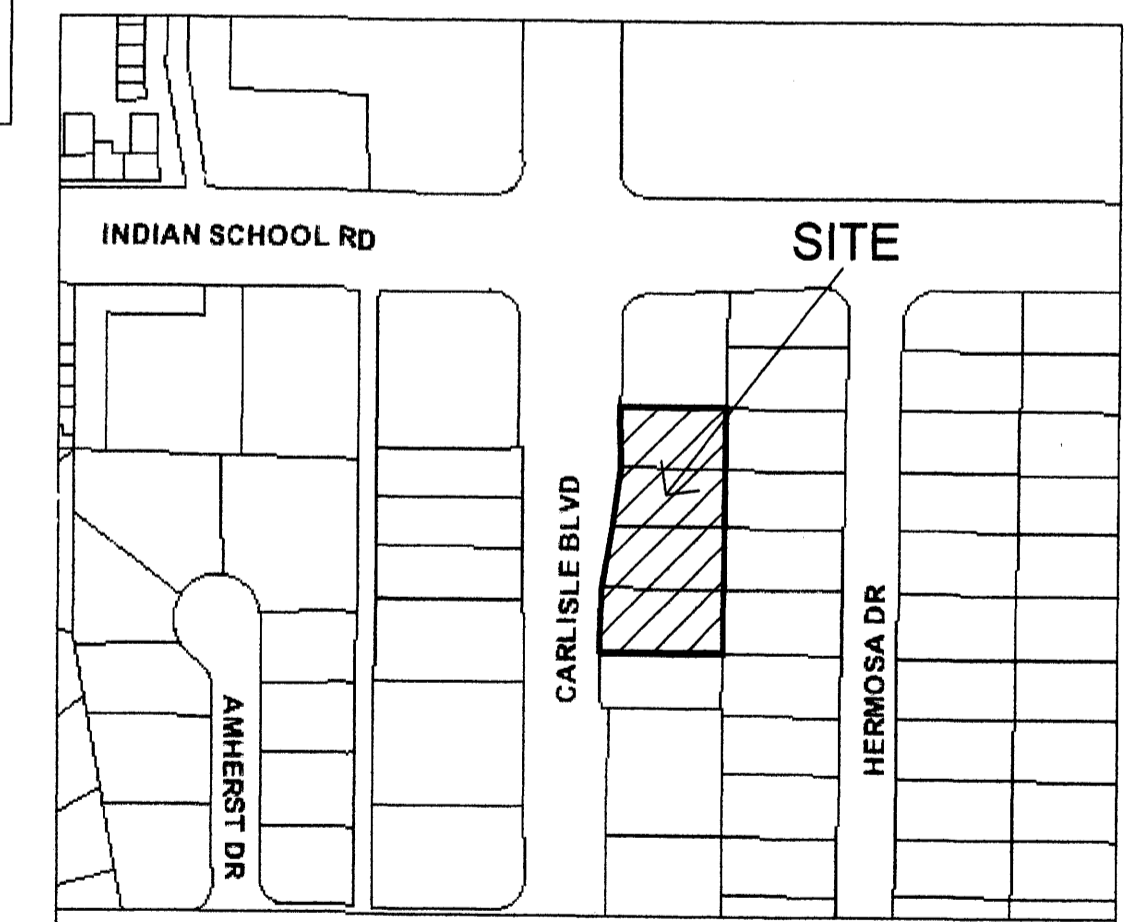 INDIAN SCHOOL RD
SITE
CARLISLE BLVD
HERMOSA DR
AMHERST DR